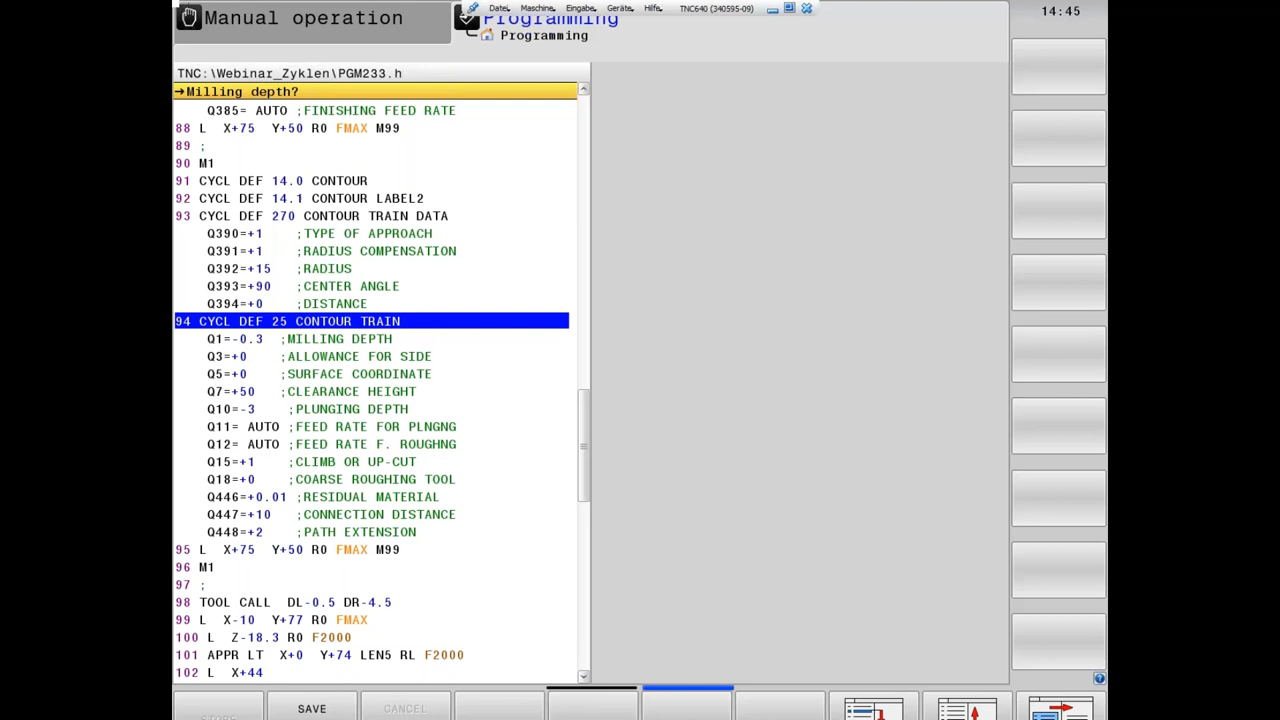 Manual operation
Datei Maschine Eingabe Geräte Hilfe TNC640 (340595-09)
Programming
Programming
14:45
TNC:\Webinar_Zyklen\PGM233.h
→Milling depth?
Q385= AUTO ;FINISHING FEED RATE
88 L X+75 Y+50 R0 FMAX M99
89 ;
90 M1
91 CYCL DEF 14.0 CONTOUR
92 CYCL DEF 14.1 CONTOUR LABEL2
93 CYCL DEF 270 CONTOUR TRAIN DATA
Q390=+1 ;TYPE OF APPROACH
Q391=+1 ;RADIUS COMPENSATION
Q392=+15 ;RADIUS
Q393=+90 ;CENTER ANGLE
Q394=+0 ;DISTANCE
94 CYCL DEF 25 CONTOUR TRAIN
Q1=-0.3 ;MILLING DEPTH
Q3=+0 ;ALLOWANCE FOR SIDE
Q5=+0 ;SURFACE COORDINATE
Q7=+50 ;CLEARANCE HEIGHT
Q10=-3 ;PLUNGING DEPTH
Q11= AUTO ;FEED RATE FOR PLNGNG
Q12= AUTO ;FEED RATE F. ROUGHNG
Q15=+1 ;CLIMB OR UP-CUT
Q18=+0 ;COARSE ROUGHING TOOL
Q446=+0.01 ;RESIDUAL MATERIAL
Q447=+10 ;CONNECTION DISTANCE
Q448=+2 ;PATH EXTENSION
95 L X+75 Y+50 R0 FMAX M99
96 M1
97 ;
98 TOOL CALL DL-0.5 DR-4.5
99 L X-10 Y+77 R0 FMAX
100 L Z-18.3 R0 F2000
101 APPR LT X+0 Y+74 LEN5 RL F2000
102 L X+44
SAVE
CANCEL